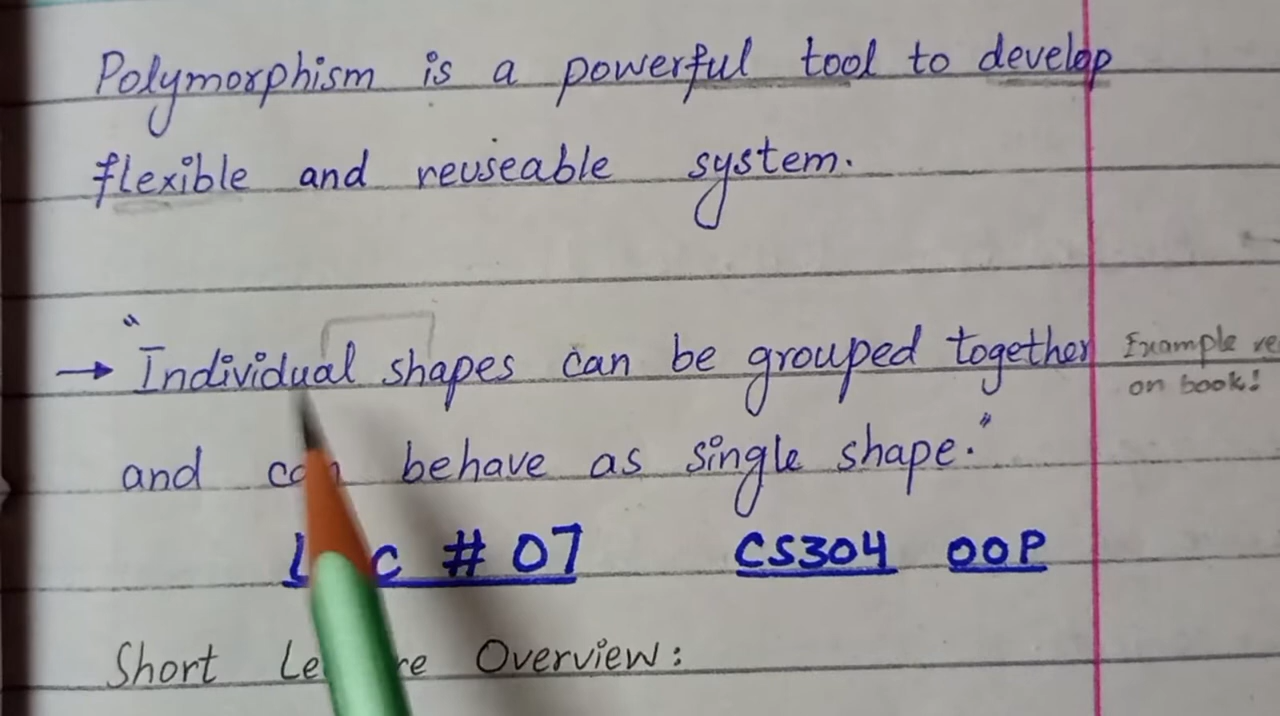 Polymorphism is a powerful tool to develop
flexible and reuseable system.
→ "Individual shapes can be grouped together
Example
on book!
and can behave as single shape."
# 07 CS304 OOP
Short Overview: